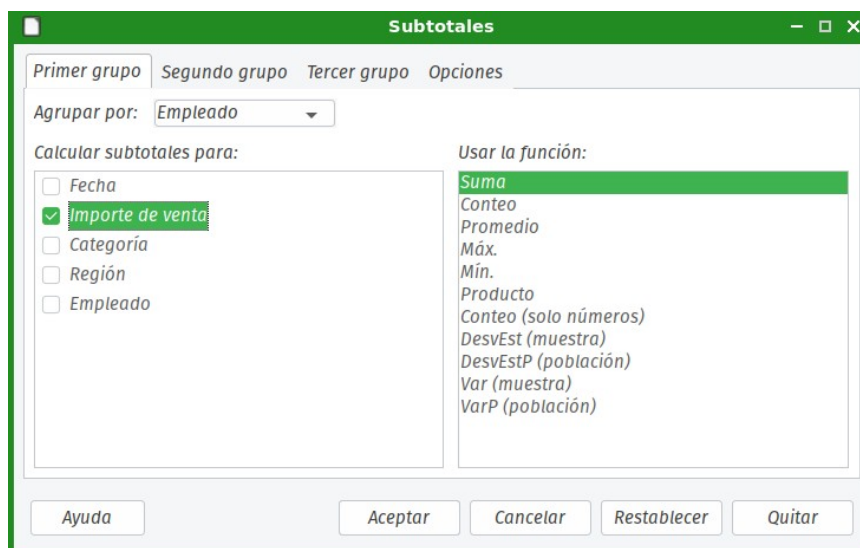 Subtotales
Primer grupo Segundo grupo Tercer grupo Opciones
Agrupar por: Empleado
Calcular subtotales para:
Fecha
Importe de venta
Categoría
Región
Empleado
Usar la función:
Suma
Conteo
Promedio
Máx.
Mín.
Producto
Conteo (solo números)
DesvEst (muestra)
DesvEstP (población)
Var (muestra)
VarP (población)
Ayuda Aceptar Cancelar Restablecer Quitar